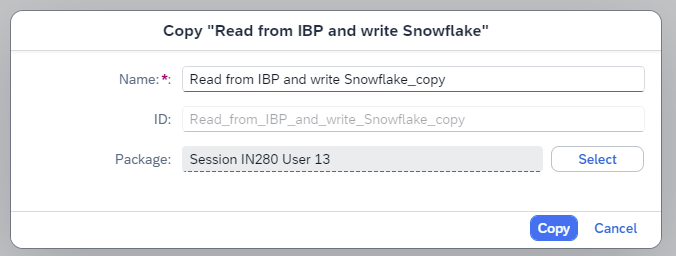 Copy "Read from IBP and write Snowflake"
Name:*: Read from IBP and write Snowflake_copy
ID: Read_from_IBP_and_write_Snowflake_copy
Package: Session IN280 User 13 Select
Copy Cancel